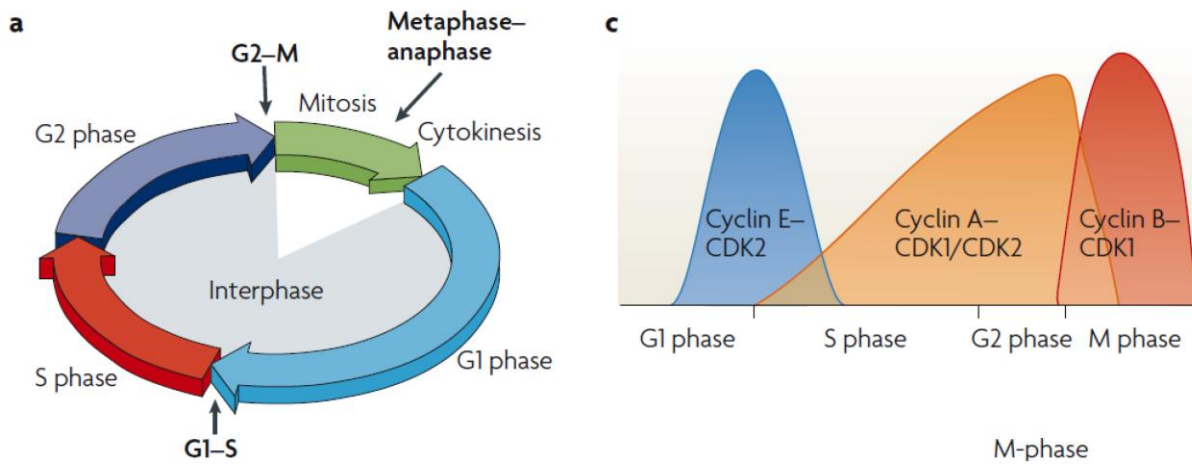 a
G2–M
Metaphase–
anaphase
Mitosis
Cytokinesis
G2 phase
Interphase
S phase
G1 phase
G1–S
c
Cyclin E–
CDK2
Cyclin A–
CDK1/CDK2
Cyclin B–
CDK1
G1 phase
S phase
G2 phase
M phase
M-phase